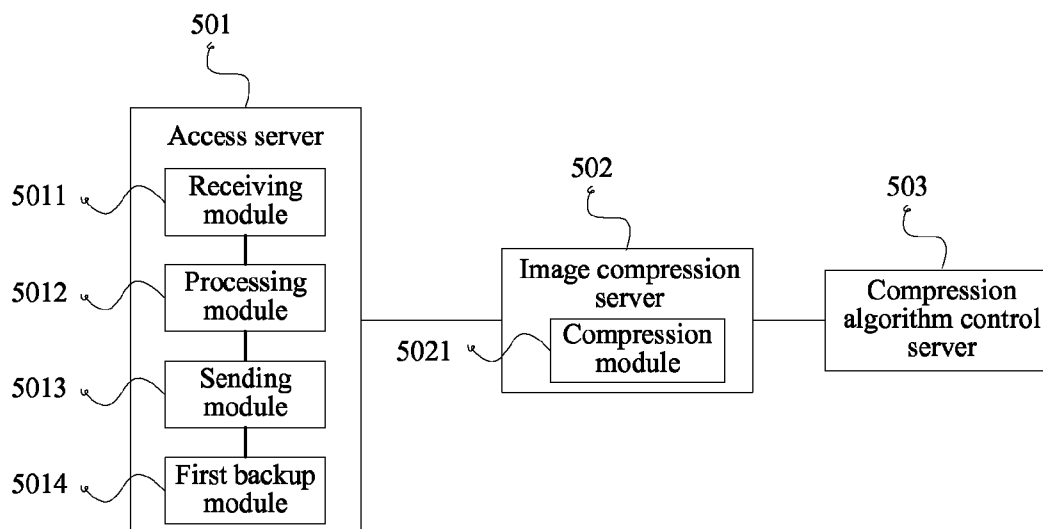 501
Access server
5011
Receiving
module
5012
Processing
module
5013
Sending
module
5014
First backup
module
502
Image compression
server
5021
Compression
module
503
Compression
algorithm control
server